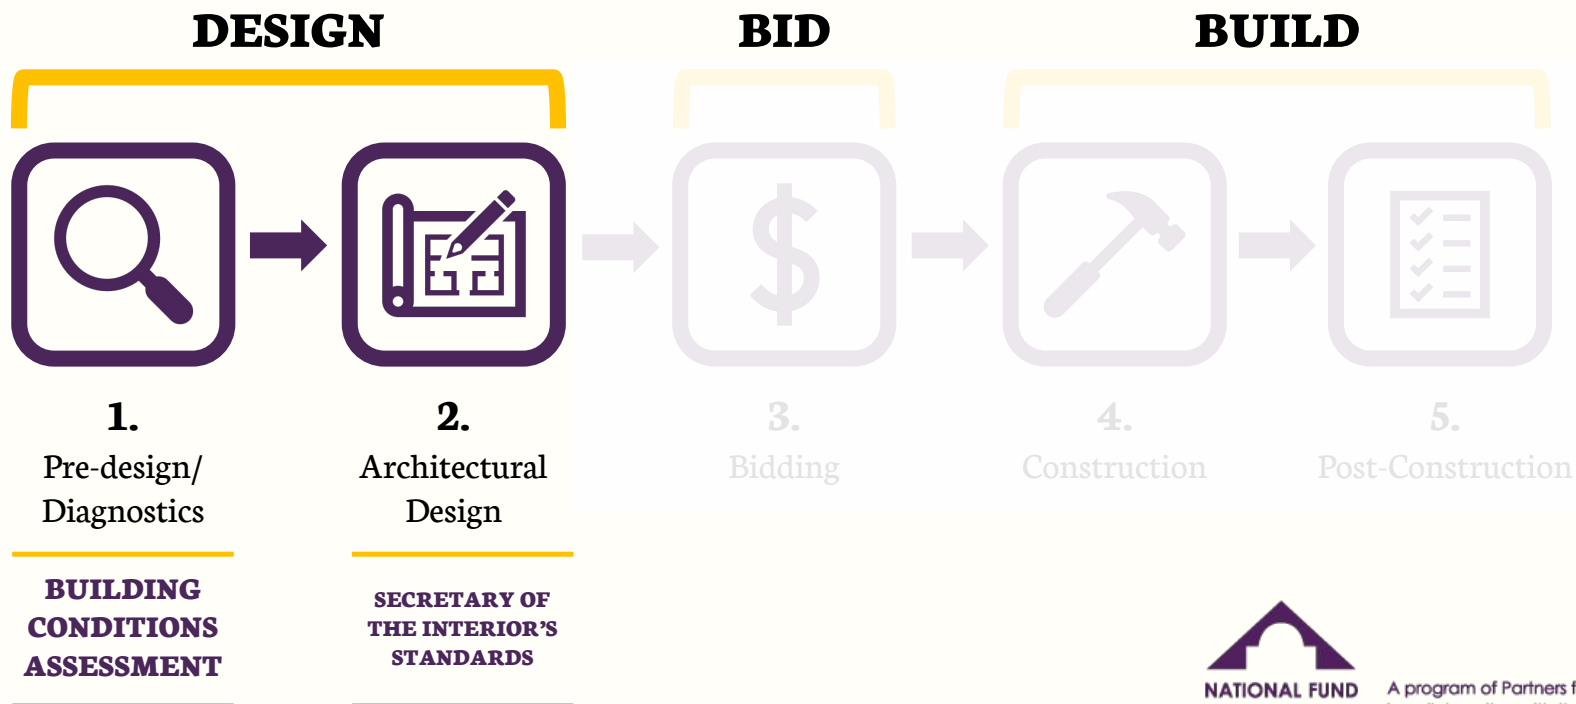 DESIGN
BID
BUILD
1.
Pre-design/
Diagnostics
BUILDING
CONDITIONS
ASSESSMENT
2.
Architectural
Design
SECRETARY OF
THE INTERIOR’S
STANDARDS
3.
Bidding
4.
Construction
5.
Post-Construction
NATIONAL FUND
A program of Partners